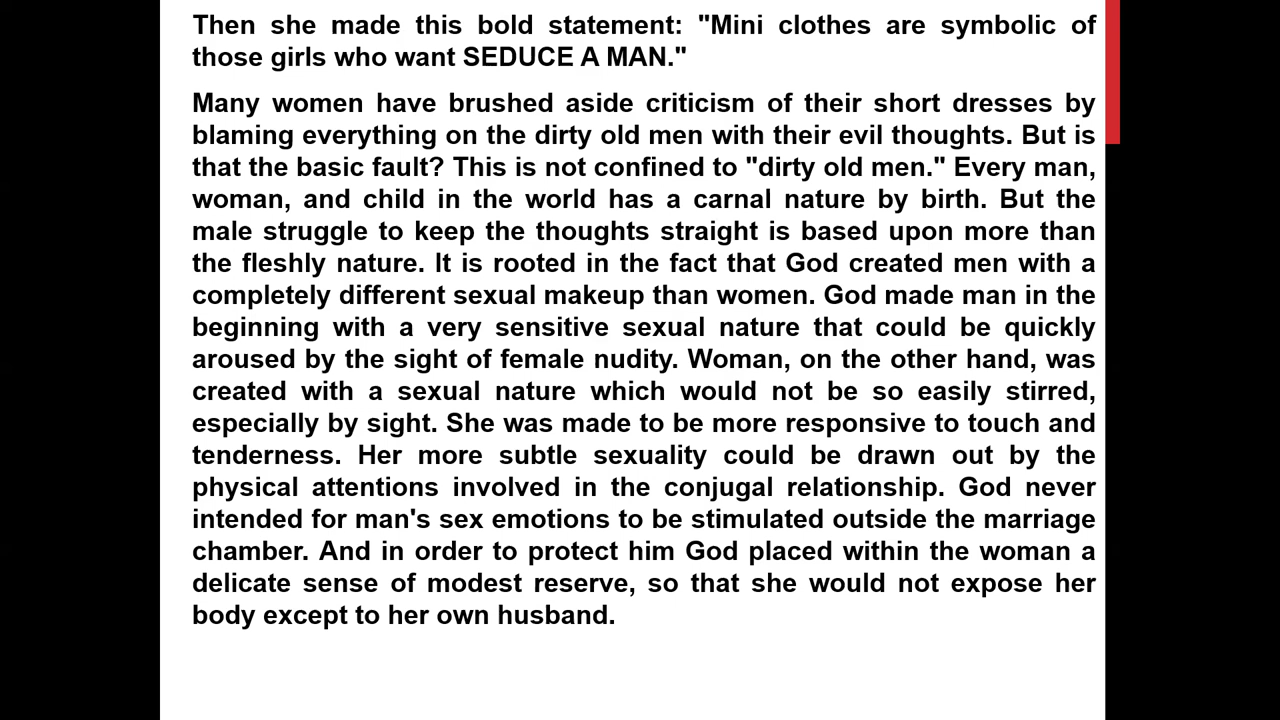 Then she made this bold statement: "Mini clothes are symbolic of
those girls who want SEDUCE A MAN."
Many women have brushed aside criticism of their short dresses by
blaming everything on the dirty old men with their evil thoughts. But is
that the basic fault? This is not confined to "dirty old men." Every man,
woman, and child in the world has a carnal nature by birth. But the
male struggle to keep the thoughts straight is based upon more than
the fleshly nature. It is rooted in the fact that God created men with a
completely different sexual makeup than women. God made man in the
beginning with a very sensitive sexual nature that could be quickly
aroused by the sight of female nudity. Woman, on the other hand, was
created with a sexual nature which would not be so easily stirred,
especially by sight. She was made to be more responsive to touch and
tenderness. Her more subtle sexuality could be drawn out by the
physical attentions involved in the conjugal relationship. God never
intended for man's sex emotions to be stimulated outside the marriage
chamber. And in order to protect him God placed within the woman a
delicate sense of modest reserve, so that she would not expose her
body except to her own husband.